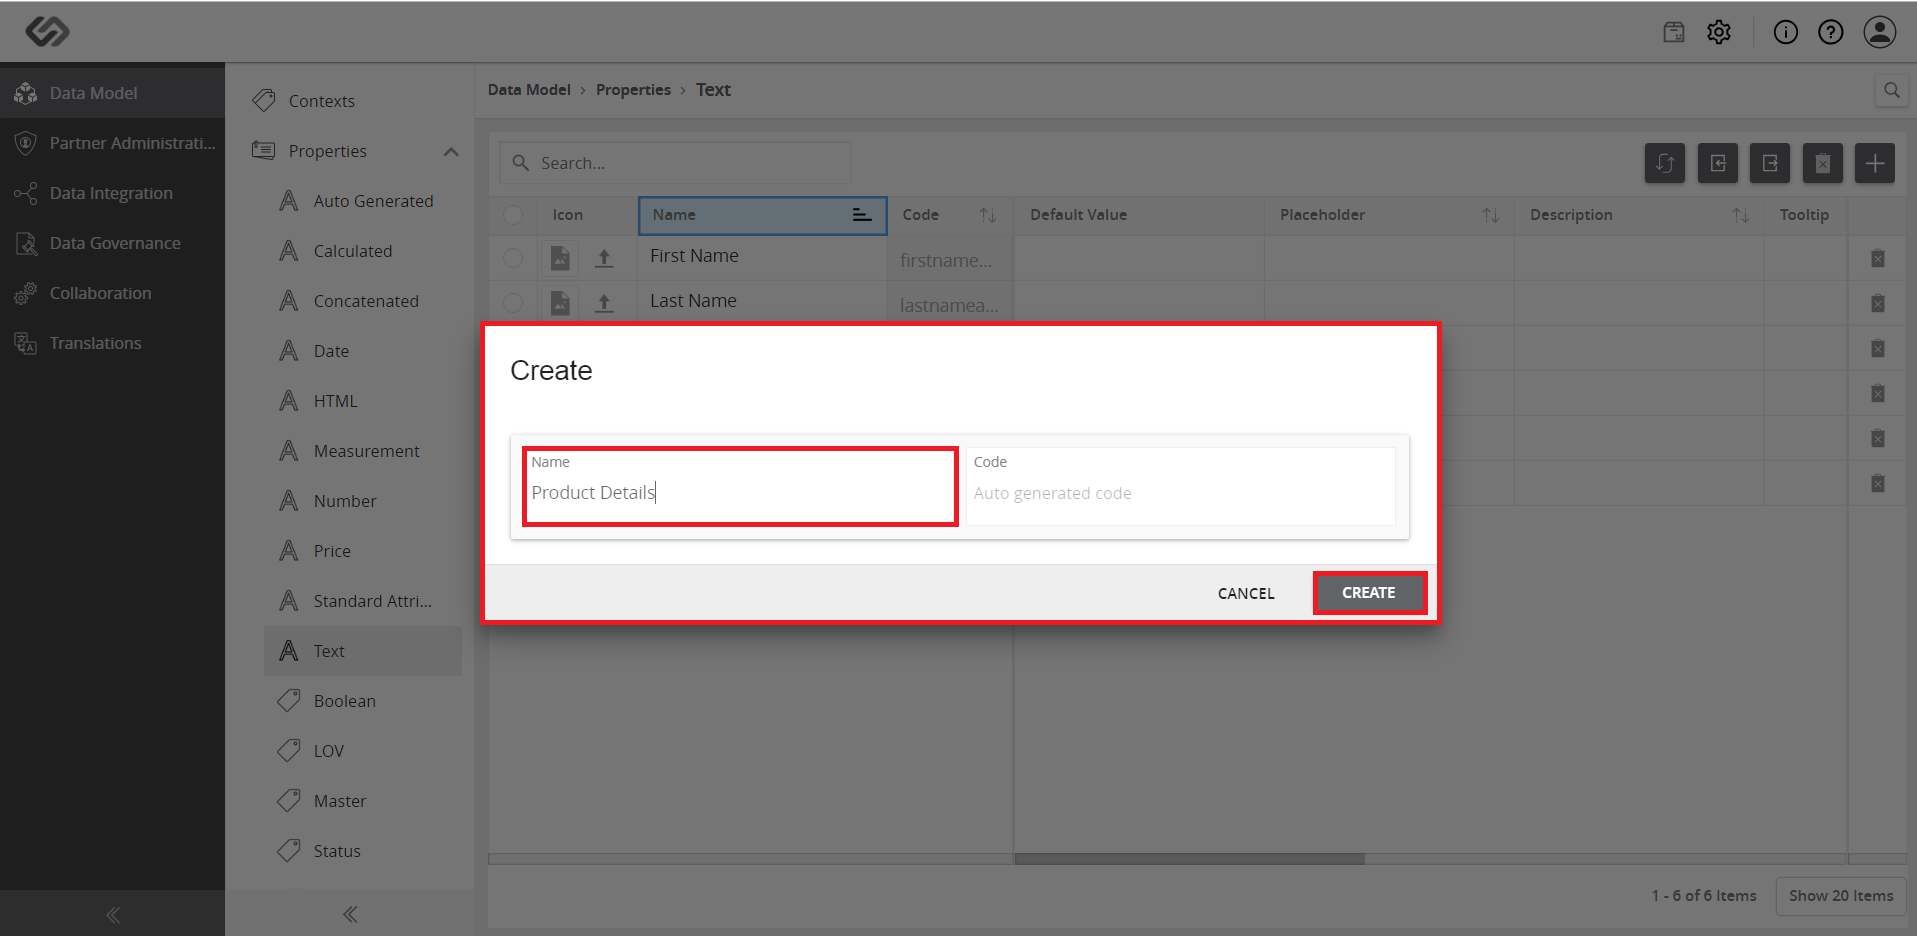 Data Model
Partner Administrati...
Data Integration
Data Governance
Collaboration
Translations
Contexts
Properties
Auto Generated
Calculated
Concatenated
Date
HTML
Measurement
Number
Price
Standard Attri...
Text
Boolean
LOV
Master
Status
Data Model > Properties > Text
Search...
Icon Name Code Default Value Placeholder Description Tooltip
First Name firstname...
Last Name lastnamea...
Create
Name
Product Details
Code
Auto generated code
CANCEL CREATE
1 - 6 of 6 Items Show 20 Items